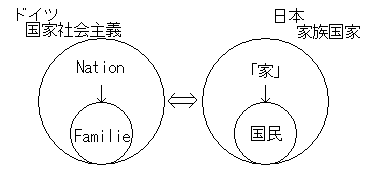 ドイツ
国家社会主義
Nation
↓
Familie
⇔
日本
家族国家
「家」
↓
国民